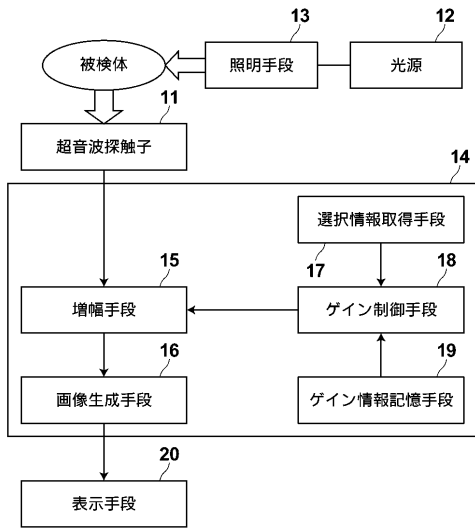 13
12
被検体
照明手段
光源
11
超音波探触子
14
選択情報取得手段
17
15
18
増幅手段
ゲイン制御手段
16
19
画像生成手段
ゲイン情報記憶手段
20
表示手段